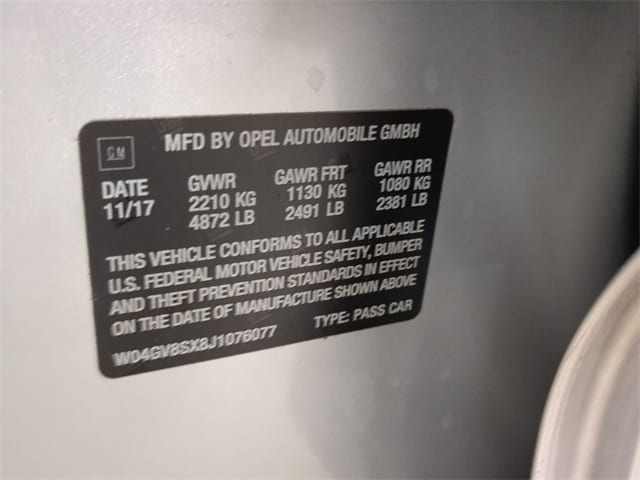 GM
MFD BY OPEL AUTOMOBILE GMBH
DATE GVWR GAWR FRT GAWR RR
11/17 2210 KG 1130 KG 1080 KG
4872 LB 2491 LB 2381 LB
THIS VEHICLE CONFORMS TO ALL APPLICABLE
U.S. FEDERAL MOTOR VEHICLE SAFETY, BUMPER
AND THEFT PREVENTION STANDARDS IN EFFECT
ON THE DATE OF MANUFACTURE SHOWN ABOVE
W04GV8SX8J1076077 TYPE: PASS CAR